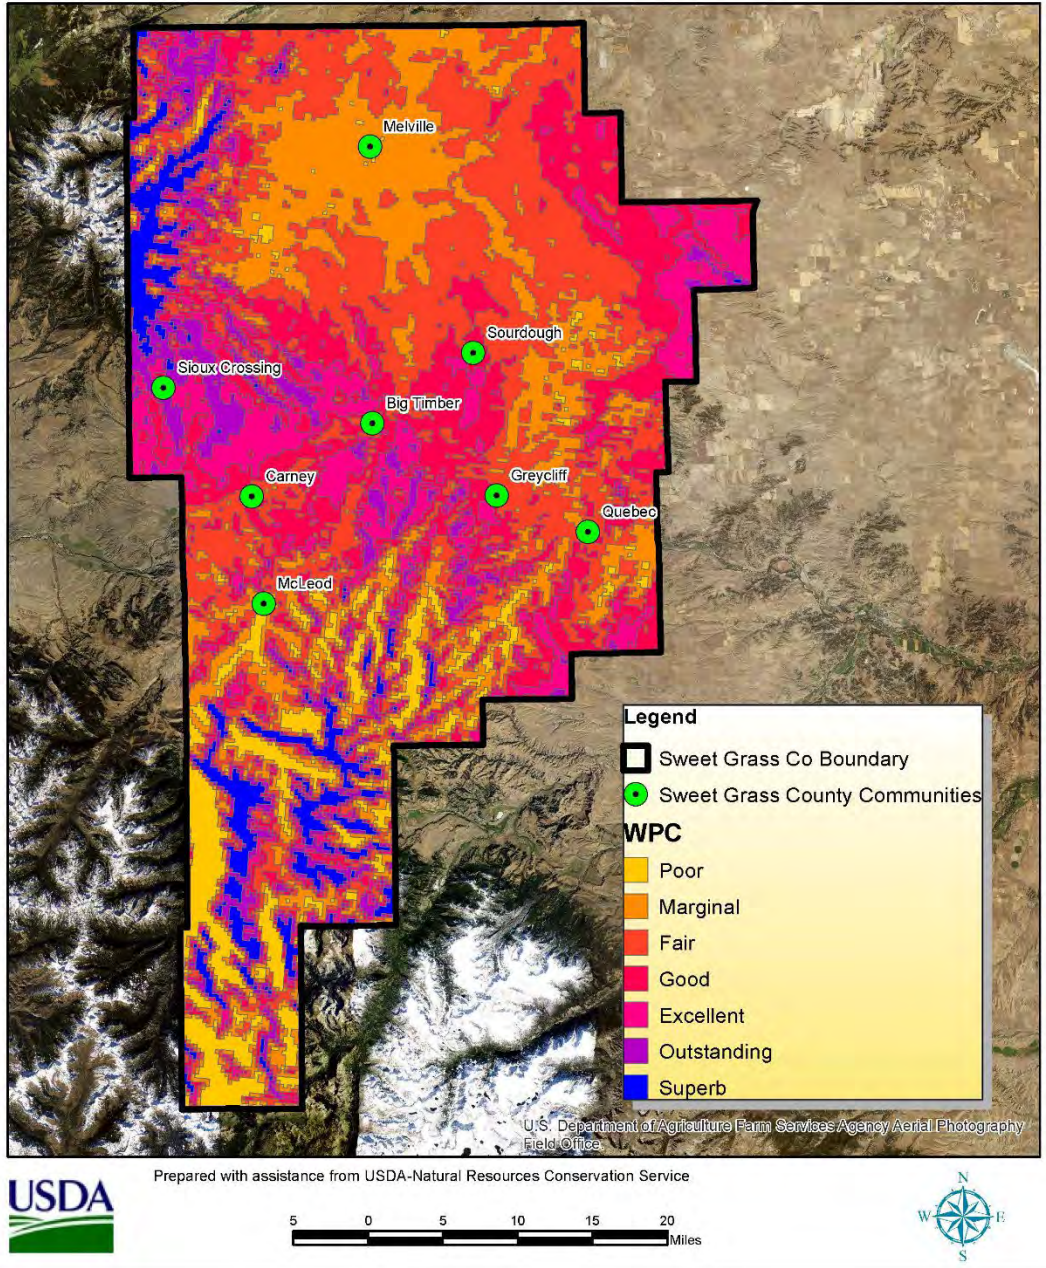 Melville
Sourdough
Sioux Crossing
Big Timber
Carney
Greycliff
Quebec
McLeod
Legend
Sweet Grass Co Boundary
Sweet Grass County Communities
WPC
Poor
Marginal
Fair
Good
Excellent
Outstanding
Superb
U.S. Department of Agriculture Farm Services Agency Aerial Photography
Field Office
Prepared with assistance from USDA-Natural Resources Conservation Service
USDA
5 0 5 10 15 20
Miles
N
W E
S